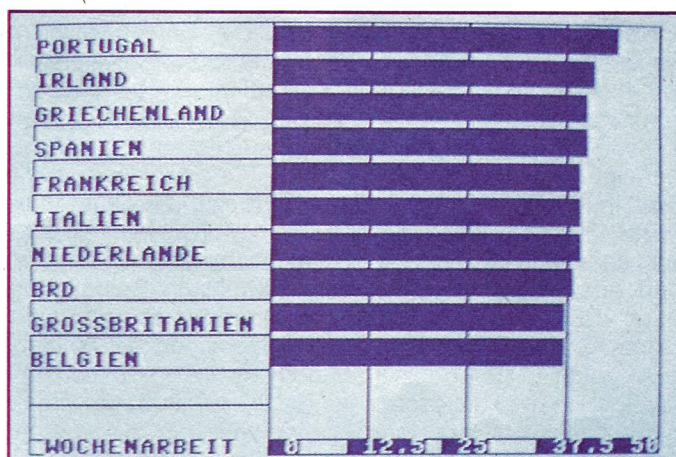 PORTUGAL
IRLAND
GRIECHENLAND
SPANIEN
FRANKREICH
ITALIEN
NIEDERLANDE
BRD
GROSSBRITANIEN
BELGIEN
WOCHENARBEIT 0 12.5 25 37.5 50